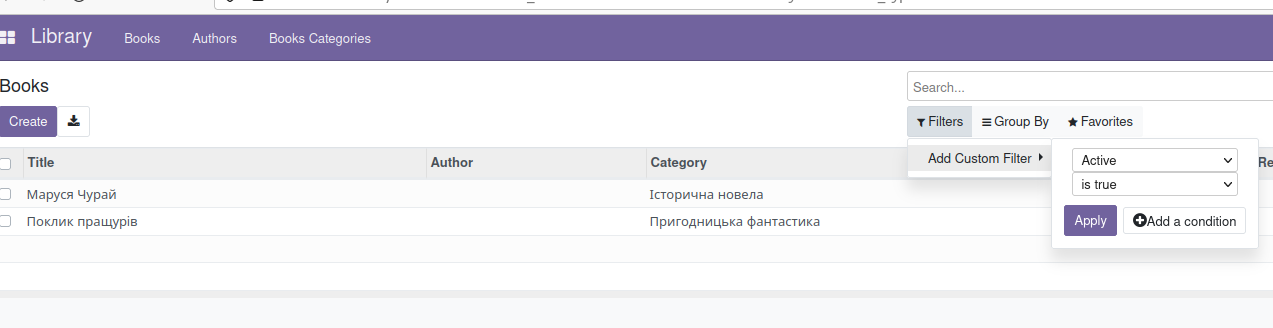 Library Books Authors Books Categories
Books
Search...
Create
Filters Group By Favorites
Add Custom Filter
Active
is true
Apply Add a condition
Title Author Category Re
Маруся Чурай Історична новела
Поклик пращурів Пригодницька фантастика